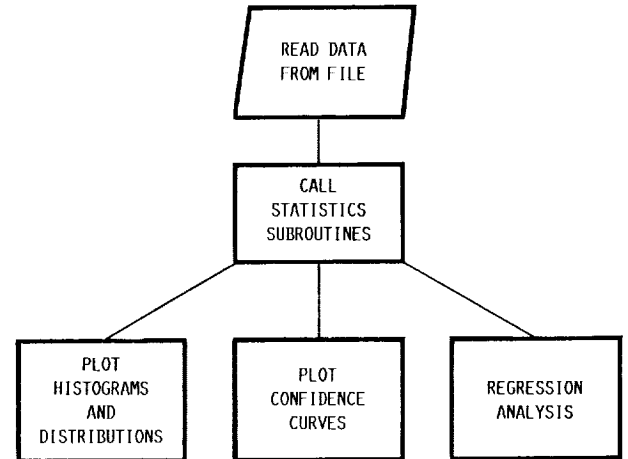 READ DATA
FROM FILE
CALL
STATISTICS
SUBROUTINES
PLOT
HISTOGRAMS
AND
DISTRIBUTIONS
PLOT
CONFIDENCE
CURVES
REGRESSION
ANALYSIS